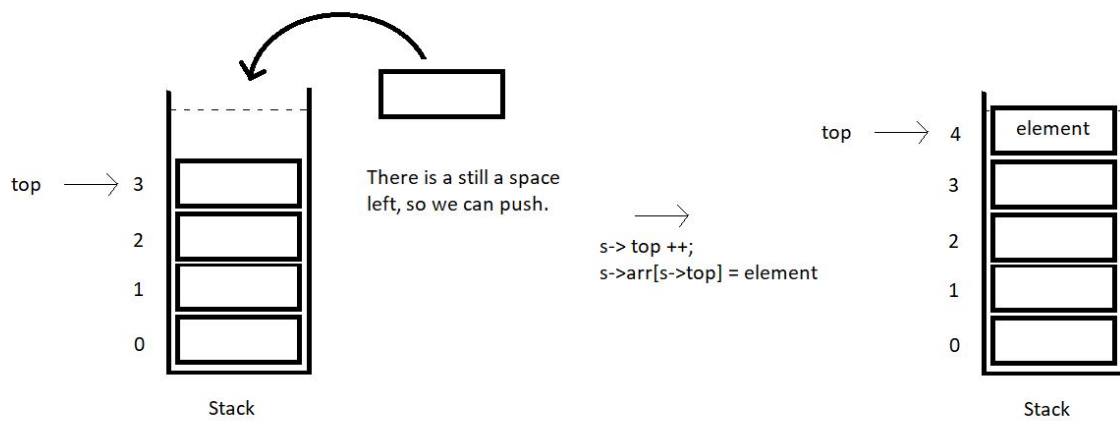 top
3
2
1
0
Stack
There is a still a space
left, so we can push.
s-> top ++;
s->arr[s->top] = element
top
4
element
3
2
1
0
Stack